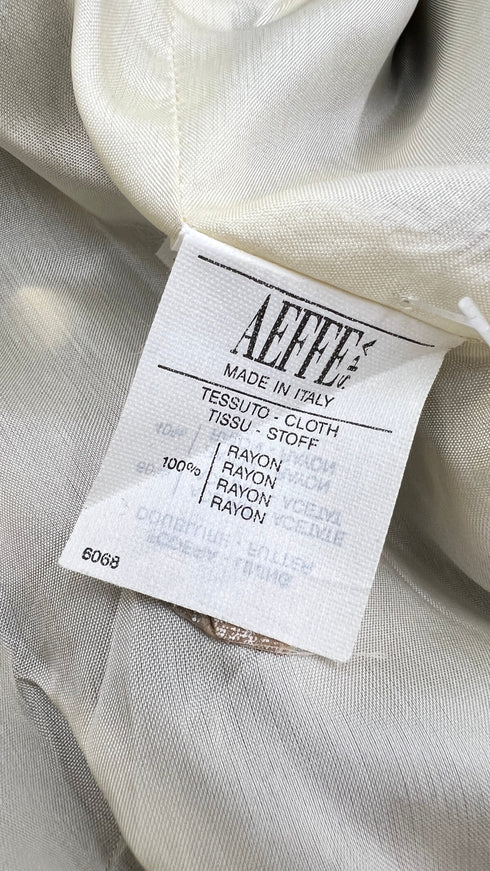 AEFFE S.P.A.
MADE IN ITALY
TESSUTO - CLOTH
TISSU - STOFF
100% RAYON
RAYON
RAYON
RAYON
6068